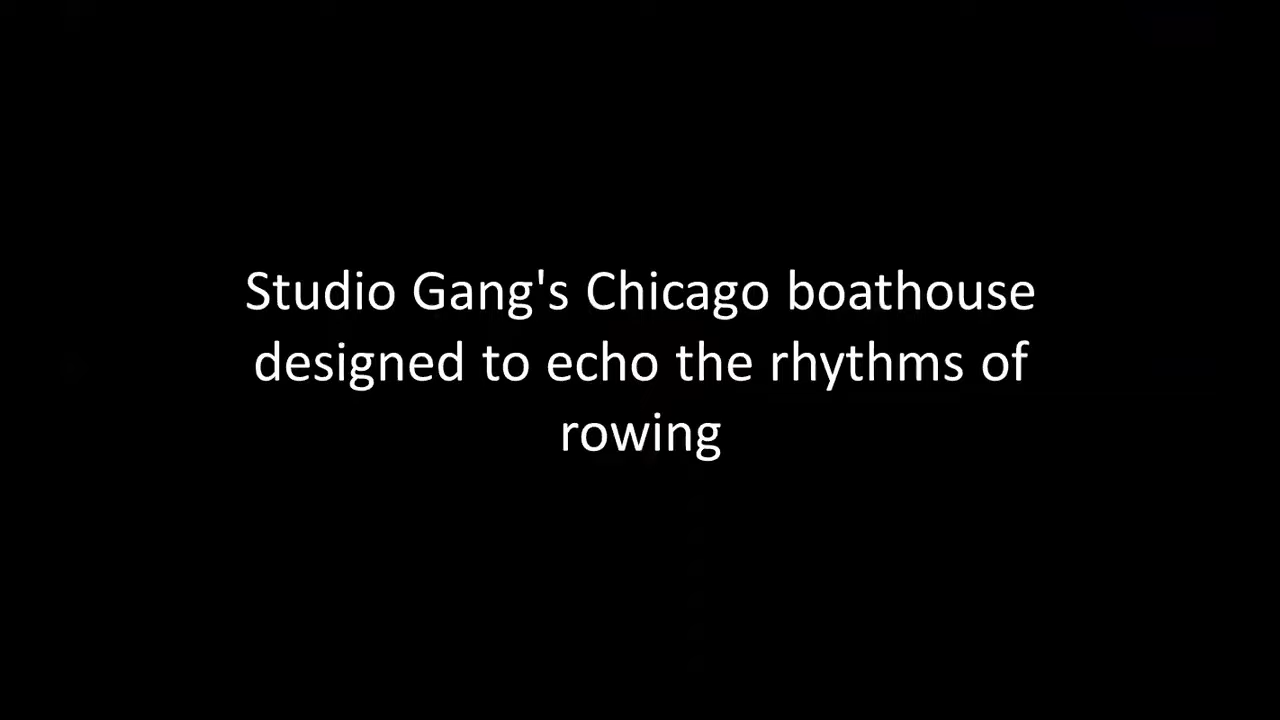 Studio Gang's Chicago boathouse
designed to echo the rhythms of
rowing